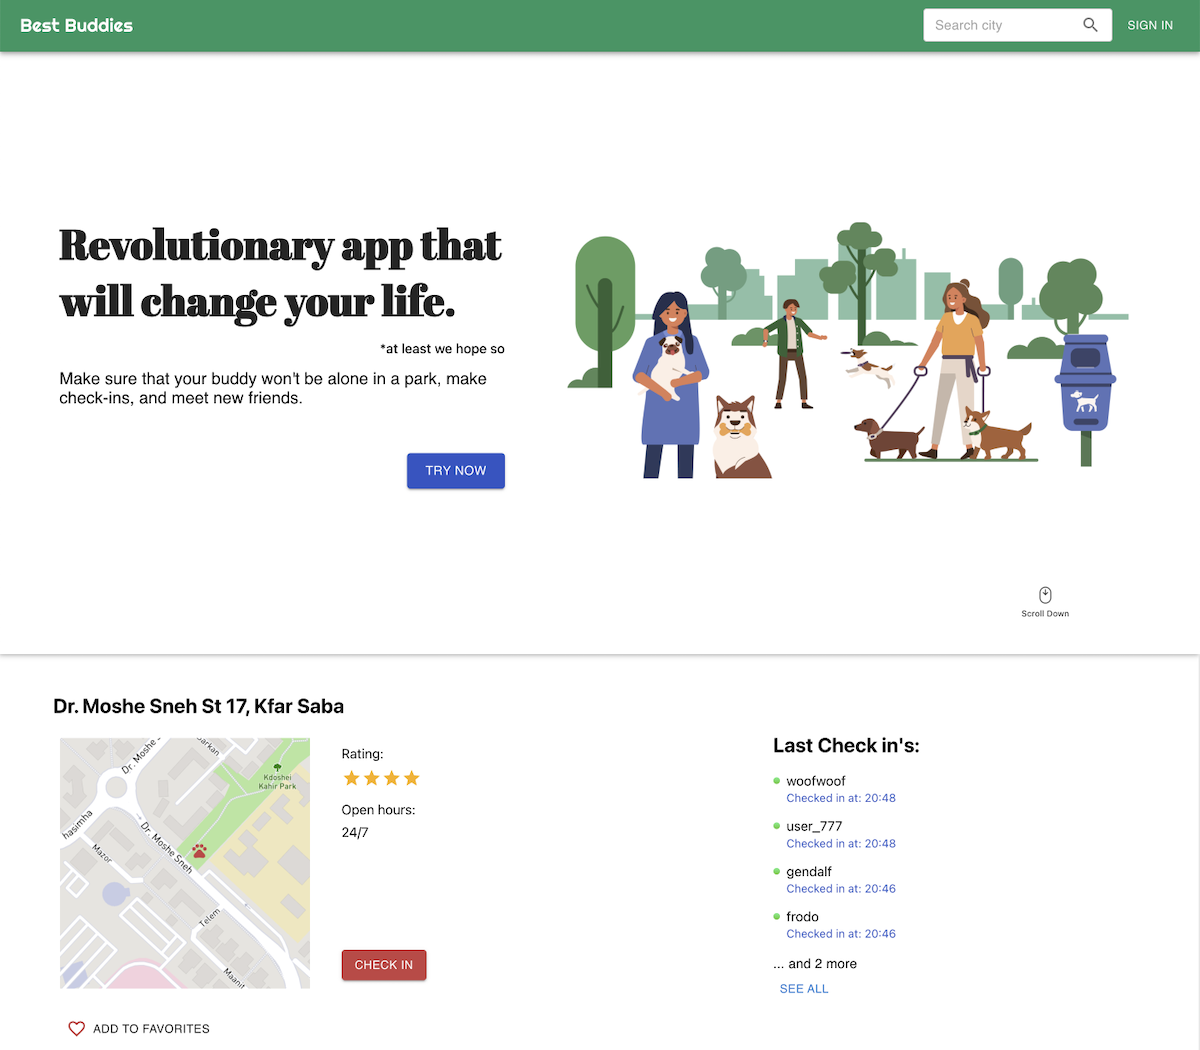 Best Buddies
Search city
SIGN IN
Revolutionary app that
will change your life.
*at least we hope so
Make sure that your buddy won't be alone in a park, make
check-ins, and meet new friends.
TRY NOW
Scroll Down
Dr. Moshe Sneh St 17, Kfar Saba
Dr. Moshe
Kdoshei
Kahir Park
hasimha
Dr. Moshe Sneh
Mazor
Telem
Rating:
Open hours:
24/7
CHECK IN
ADD TO FAVORITES
Last Check in's:
woofwoof
Checked in at: 20:48
user_777
Checked in at: 20:48
gendalf
Checked in at: 20:46
frodo
Checked in at: 20:46
... and 2 more
SEE ALL